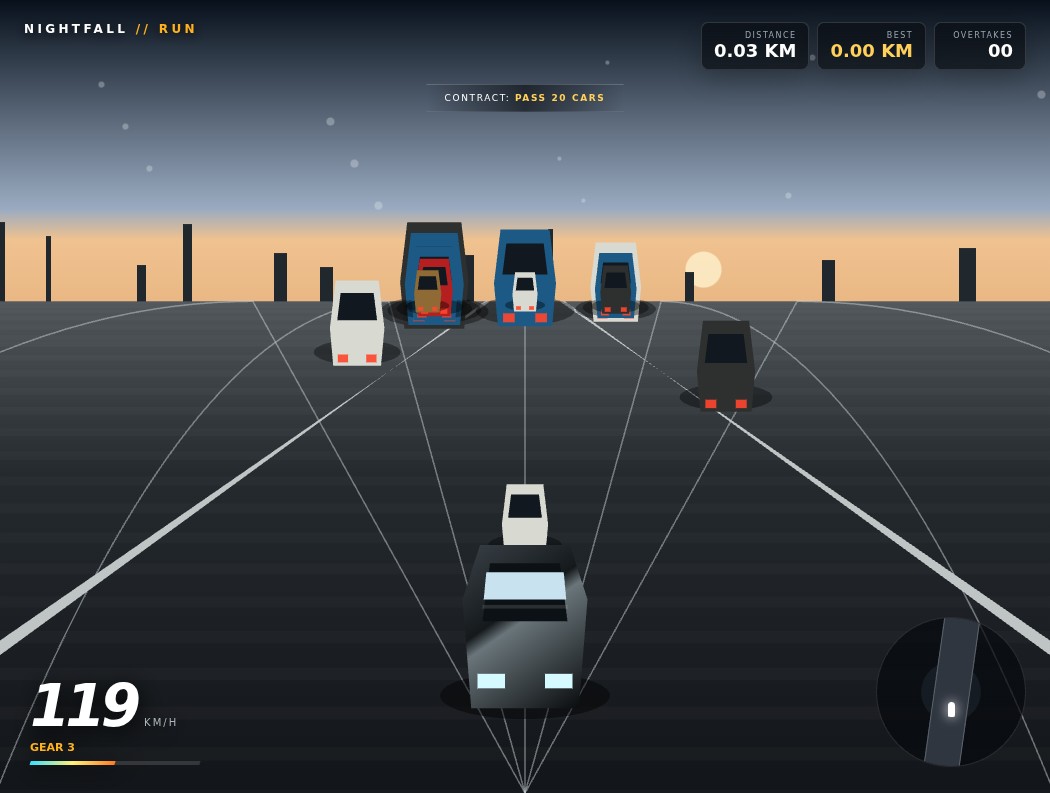 NIGHTFALL // RUN
DISTANCE
0.03 KM
BEST
0.00 KM
OVERTAKES
00
CONTRACT: PASS 20 CARS
119 KM/H
GEAR 3